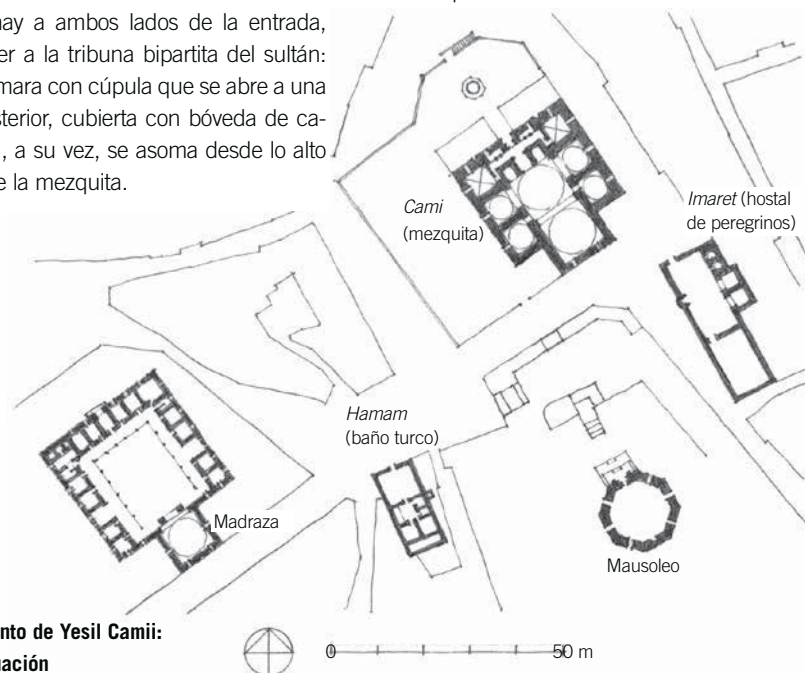 nay a ambos lados de la entrada,
er a la tribuna bipartita del sultán:
mara con cúpula que se abre a una
sterior, cubierta con bóveda de ca-
, a su vez, se asoma desde lo alto
e la mezquita.
Cami
(mezquita)
Imaret (hostal
de peregrinos)
Hamam
(baño turco)
Madraza
Mausoleo
nto de Yesil Camii:
uación
0 50 m